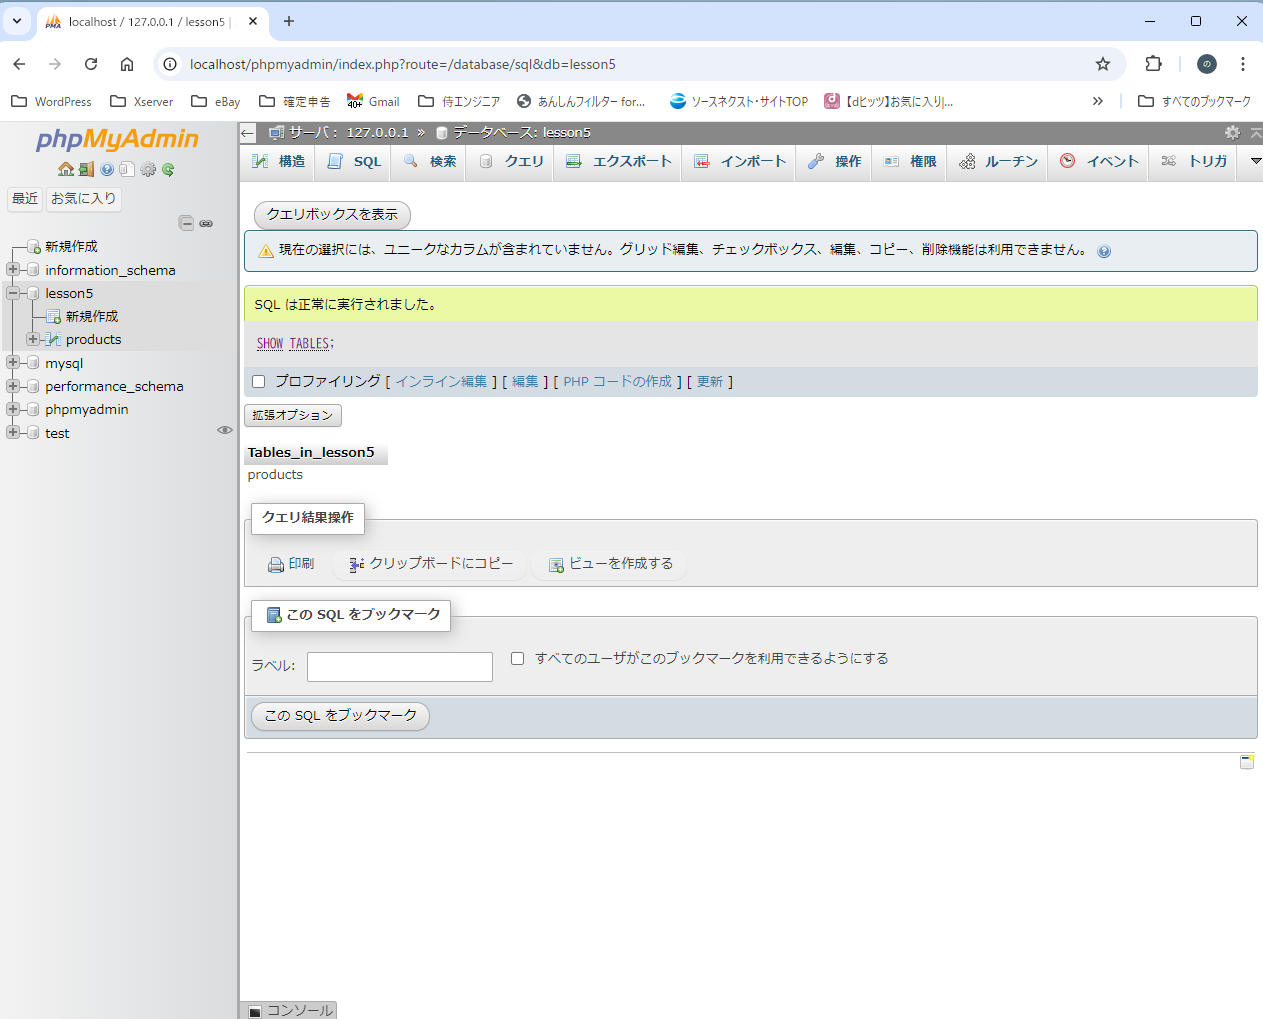 localhost / 127.0.0.1 / lesson5 |
localhost/phpmyadmin/index.php?route=/database/sql&db=lesson5
WordPress Xserver eBay 確定申告 Gmail 侍エンジニア あんしんフィルター for... ソースネクスト・サイトTOP 【dヒッツ】お気に入り|... すべてのブックマーク
phpMyAdmin
最近 お気に入り
新規作成
information_schema
lesson5
新規作成
products
mysql
performance_schema
phpmyadmin
test
サーバ: 127.0.0.1 » データベース: lesson5
構造 SQL 検索 クエリ エクスポート インポート 操作 権限 ルーチン イベント トリガ
クエリボックスを表示
現在の選択には、ユニークなカラムが含まれていません。グリッド編集、チェックボックス、編集、コピー、削除機能は利用できません。
SQL は正常に実行されました。
SHOW TABLES;
プロファイリング [ インライン編集 ] [ 編集 ] [ PHP コードの作成 ] [ 更新 ]
拡張オプション
Tables_in_lesson5
products
クエリ結果操作
印刷 クリップボードにコピー ビューを作成する
この SQL をブックマーク
ラベル: すべてのユーザがこのブックマークを利用できるようにする
この SQL をブックマーク
コンソール